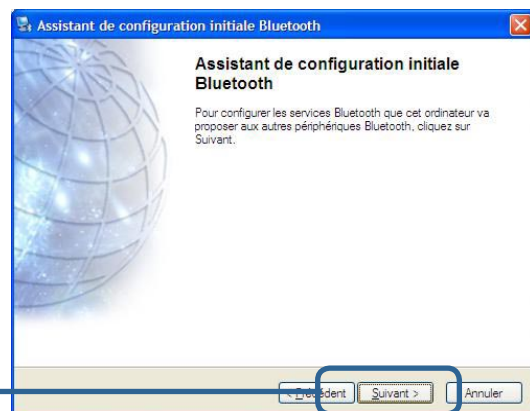 Assistant de configuration initiale Bluetooth
Assistant de configuration initiale
Bluetooth
Pour configurer les services Bluetooth que cet ordinateur va
proposer aux autres périphériques Bluetooth, cliquez sur
Suivant.
< Précédent
Suivant >
Annuler